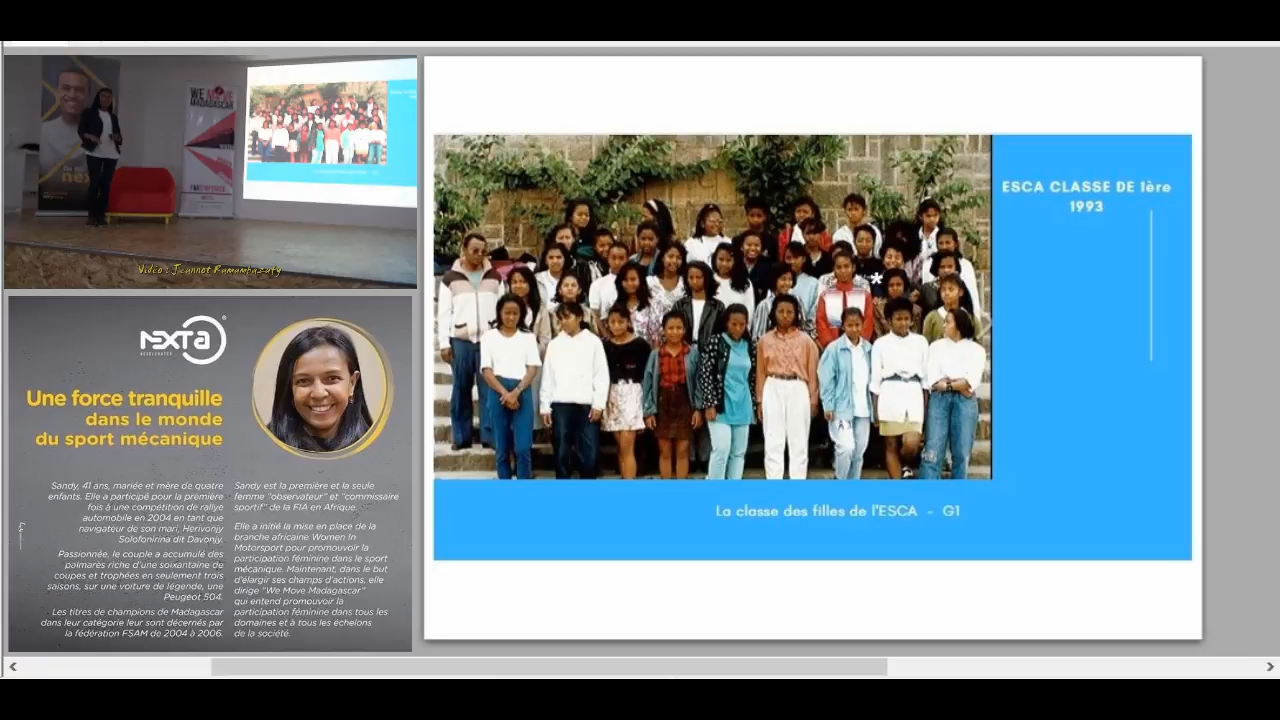 WE MOVE
MADAGASCAR
Vidéo : Jeannot Ramambazafy
NEXTA
ACCELERATOR
Une force tranquille
dans le monde
du sport mécanique
Sandy, 41 ans, mariée et mère de quatre
enfants. Elle a participé pour la première
fois à une compétition de rallye
automobile en 2004 en tant que
navigateur de son mari, Herivonjy
Solofonirina dit Davonjy.
Passionnée, le couple a accumulé des
palmarès riche d'une soixantaine de
coupes et trophées en seulement trois
saisons, sur une voiture de légende, une
Peugeot 504.
Les titres de champions de Madagascar
dans leur catégorie leur sont décernés par
la fédération FSAM de 2004 à 2006.
Sandy est la première et la seule
femme "observateur" et "commissaire
sportif" de la FIA en Afrique.
Elle a initié la mise en place de la
branche africaine Women In
Motorsport pour promouvoir la
participation féminine dans le sport
mécanique. Maintenant, dans le but
d'élargir ses champs d'actions, elle
dirige "We Move Madagascar"
qui entend promouvoir la
participation féminine dans tous les
domaines et à tous les échelons
de la société.
ESCA CLASSE DE 1ère
1993
*
La classe des filles de l'ESCA - G1